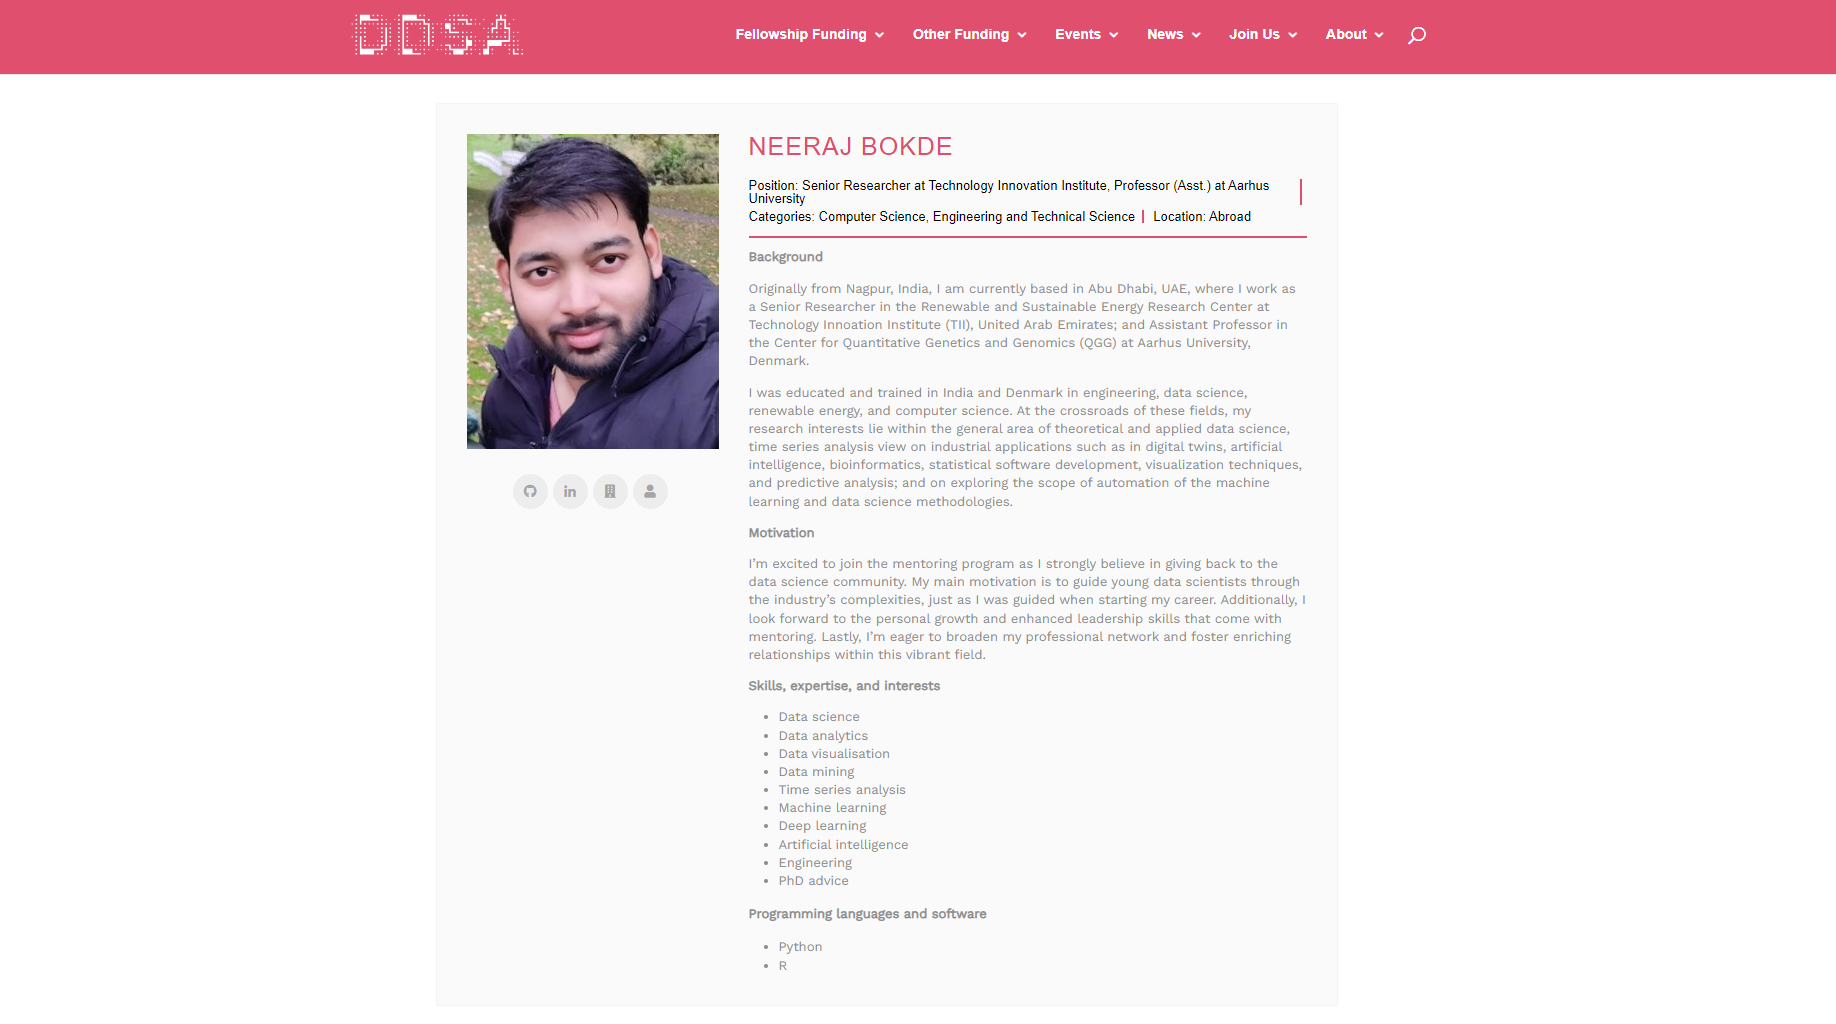 DDSA
Fellowship Funding
Other Funding
Events
News
Join Us
About
NEERAJ BOKDE
Position: Senior Researcher at Technology Innovation Institute, Professor (Asst.) at Aarhus
University
Categories: Computer Science, Engineering and Technical Science
Location: Abroad
Background
Originally from Nagpur, India, I am currently based in Abu Dhabi, UAE, where I work as
a Senior Researcher in the Renewable and Sustainable Energy Research Center at
Technology Innoation Institute (TII), United Arab Emirates; and Assistant Professor in
the Center for Quantitative Genetics and Genomics (QGG) at Aarhus University,
Denmark.
I was educated and trained in India and Denmark in engineering, data science,
renewable energy, and computer science. At the crossroads of these fields, my
research interests lie within the general area of theoretical and applied data science,
time series analysis view on industrial applications such as in digital twins, artificial
intelligence, bioinformatics, statistical software development, visualization techniques,
and predictive analysis; and on exploring the scope of automation of the machine
learning and data science methodologies.
Motivation
I’m excited to join the mentoring program as I strongly believe in giving back to the
data science community. My main motivation is to guide young data scientists through
the industry’s complexities, just as I was guided when starting my career. Additionally, I
look forward to the personal growth and enhanced leadership skills that come with
mentoring. Lastly, I’m eager to broaden my professional network and foster enriching
relationships within this vibrant field.
Skills, expertise, and interests
• Data science
• Data analytics
• Data visualisation
• Data mining
• Time series analysis
• Machine learning
• Deep learning
• Artificial intelligence
• Engineering
• PhD advice
Programming languages and software
• Python
• R